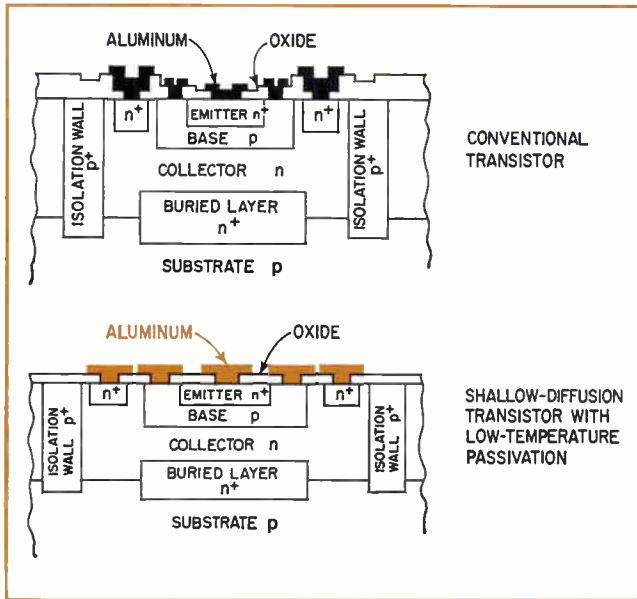 ALUMINUM
OXIDE
n+
EMITTER n+
n+
BASE p
COLLECTOR n
ISOLATION WALL
p+
ISOLATION WALL
p+
BURIED LAYER
n+
SUBSTRATE p
CONVENTIONAL
TRANSISTOR
ALUMINUM
OXIDE
n+
EMITTER n+
n+
BASE p
COLLECTOR n
ISOLATION
WALL p+
ISOLATION
WALL p+
BURIED LAYER
n+
SUBSTRATE p
SHALLOW-DIFFUSION
TRANSISTOR WITH
LOW-TEMPERATURE
PASSIVATION